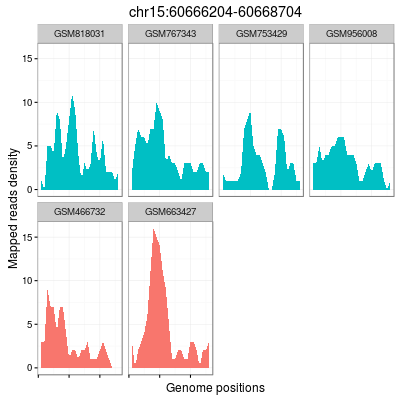 chr15:60666204-60668704
GSM818031 GSM767343 GSM753429 GSM956008
15
10
5
0
GSM466732 GSM663427
15
10
5
0
Mapped reads density
Genome positions